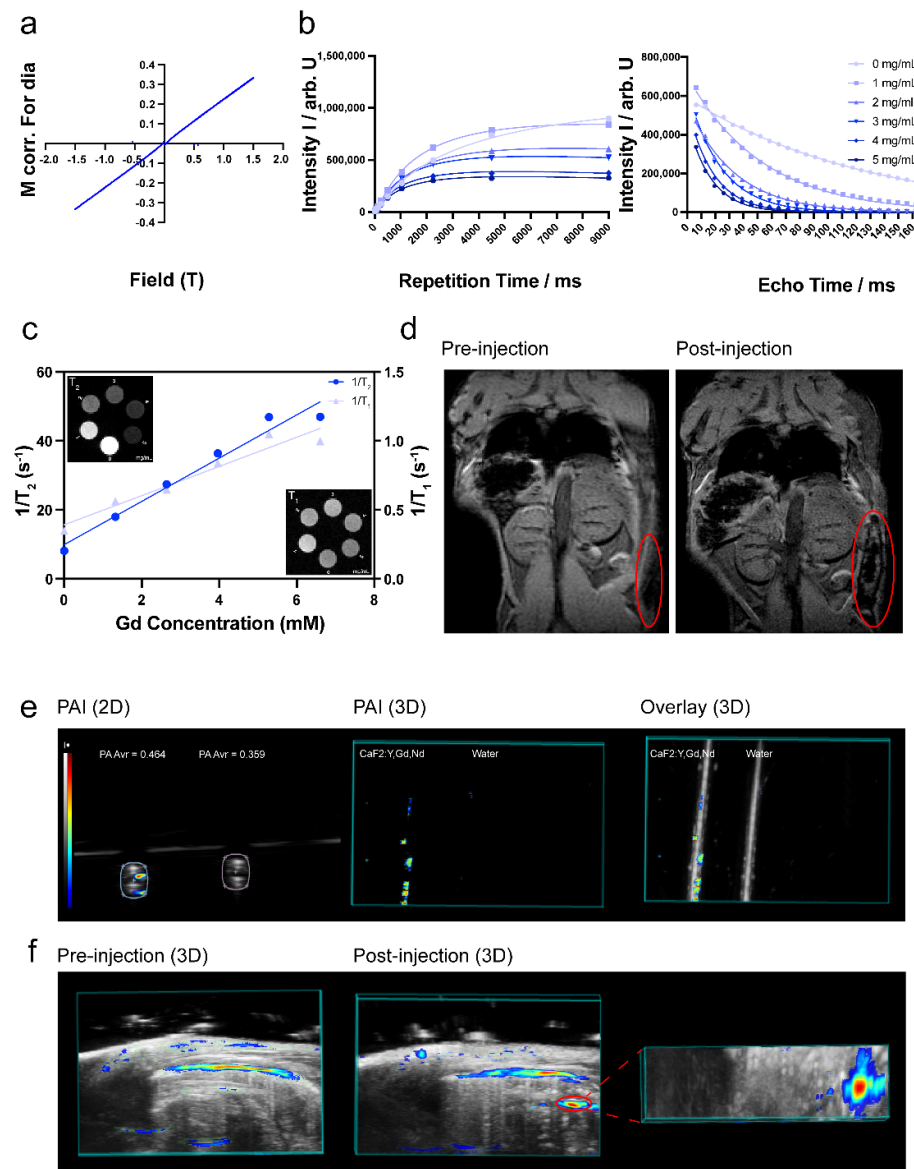 a
M corr. For dia
0.4
0.3
0.2
0.1
-2.0 -1.5 -1.0 -0.5 0.5 1.0 1.5 2.0
-0.1
-0.2
-0.3
-0.4
Field (T)
b
Intensity I / arb. U
1,500,000
1,000,000
500,000
0
0 1000 2000 3000 4000 5000 6000 7000 8000 9000
Repetition Time / ms
Intensity I / arb. U
800,000
600,000
400,000
200,000
0
0 mg/mL
1 mg/mL
2 mg/mL
3 mg/mL
4 mg/mL
5 mg/mL
10 20 30 40 50 60 70 80 90 100 110 120 130 140 150 160
Echo Time / ms
c
1/T2 (s-1)
60
40
20
0
T2
mg/mL
1/T2
1/T1
T1
mg/mL
1.5
1.0
0.5
0.0
1/T1 (s-1)
0 2 4 6 8
Gd Concentration (mM)
d
Pre-injection
Post-injection
e
PAI (2D)
PA Avr = 0.464
PA Avr = 0.359
PAI (3D)
CaF2:Y,Gd,Nd
Water
Overlay (3D)
CaF2:Y,Gd,Nd
Water
f
Pre-injection (3D)
Post-injection (3D)